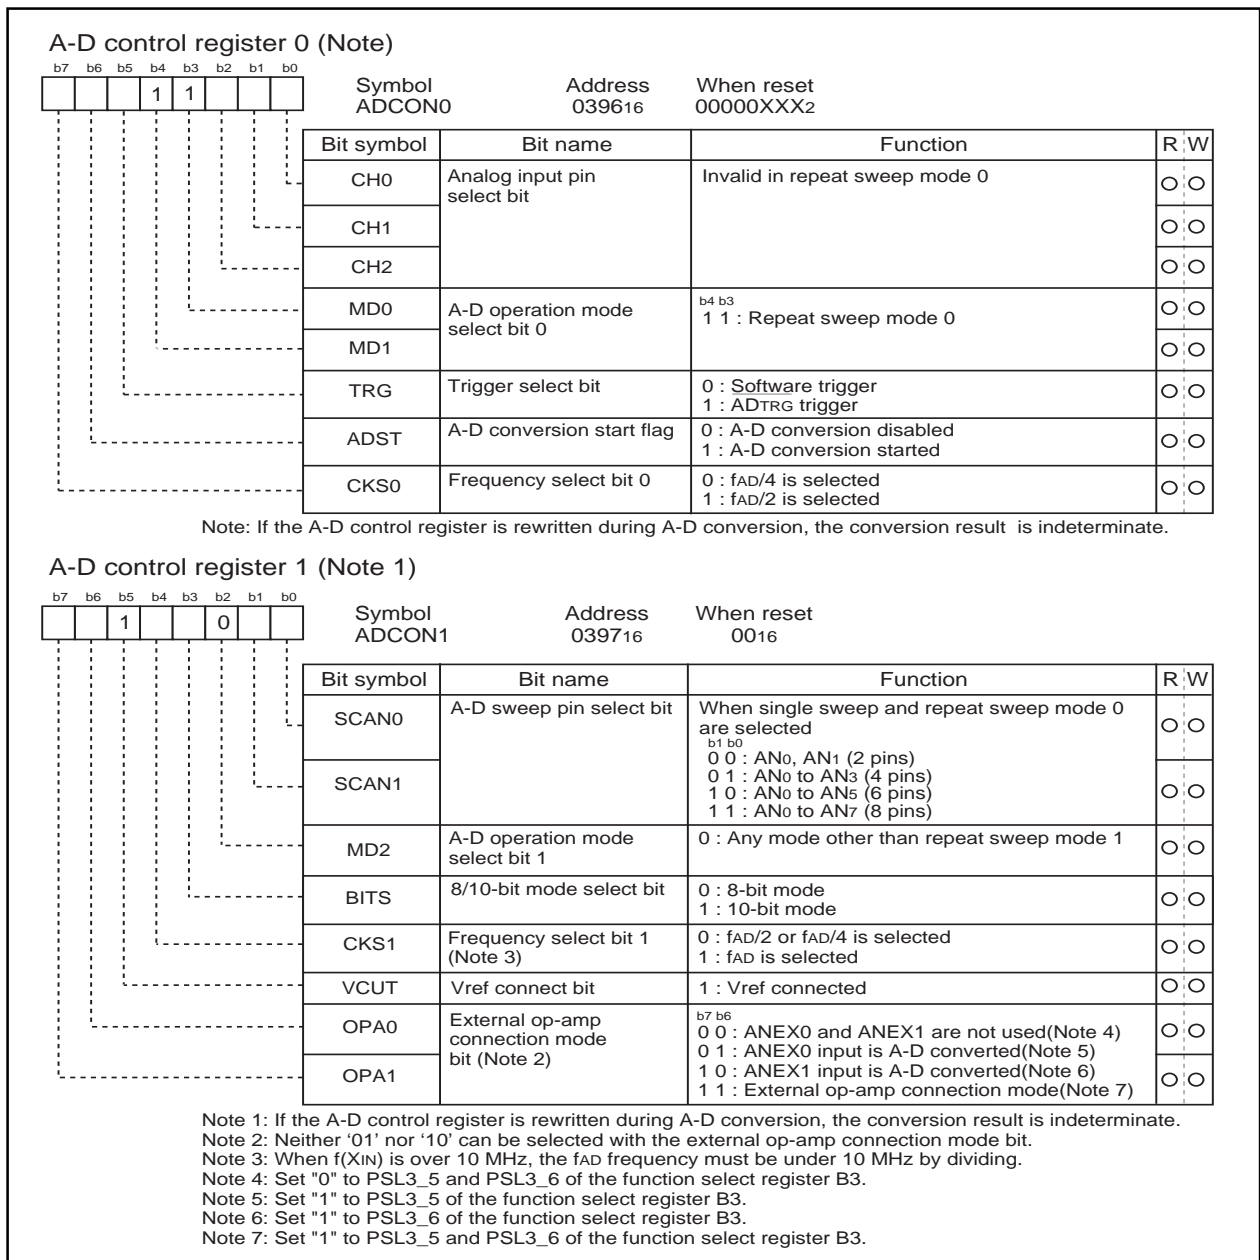 A-D control register 0 (Note)
b7 b6 b5 b4 b3 b2 b1 b0
1 1
Symbol Address When reset
ADCON0 039616 00000XXX2
Bit symbol Bit name Function R W
CH0 Analog input pin select bit Invalid in repeat sweep mode 0 O O
CH1 O O
CH2 O O
MD0 A-D operation mode select bit 0 b4 b3
1 1 : Repeat sweep mode 0 O O
MD1 O O
TRG Trigger select bit 0 : Software trigger
1 : ADTRG trigger O O
ADST A-D conversion start flag 0 : A-D conversion disabled
1 : A-D conversion started O O
CKS0 Frequency select bit 0 0 : fAD/4 is selected
1 : fAD/2 is selected O O
Note: If the A-D control register is rewritten during A-D conversion, the conversion result is indeterminate.
A-D control register 1 (Note 1)
b7 b6 b5 b4 b3 b2 b1 b0
1 0
Symbol Address When reset
ADCON1 039716 0016
Bit symbol Bit name Function R W
SCAN0 A-D sweep pin select bit When single sweep and repeat sweep mode 0
are selected O O
b1 b0
0 0 : AN0, AN1 (2 pins)
SCAN1 0 1 : AN0 to AN3 (4 pins)
1 0 : AN0 to AN5 (6 pins) O O
1 1 : AN0 to AN7 (8 pins)
MD2 A-D operation mode select bit 1 0 : Any mode other than repeat sweep mode 1 O O
BITS 8/10-bit mode select bit 0 : 8-bit mode
1 : 10-bit mode O O
CKS1 Frequency select bit 1 (Note 3) 0 : fAD/2 or fAD/4 is selected
1 : fAD is selected O O
VCUT Vref connect bit 1 : Vref connected O O
OPA0 External op-amp connection mode bit (Note 2) b7 b6
0 0 : ANEX0 and ANEX1 are not used(Note 4) O O
0 1 : ANEX0 input is A-D converted(Note 5)
OPA1 1 0 : ANEX1 input is A-D converted(Note 6) O O
1 1 : External op-amp connection mode(Note 7)
Note 1: If the A-D control register is rewritten during A-D conversion, the conversion result is indeterminate.
Note 2: Neither ‘01’ nor ‘10’ can be selected with the external op-amp connection mode bit.
Note 3: When f(XIN) is over 10 MHz, the fAD frequency must be under 10 MHz by dividing.
Note 4: Set "0" to PSL3_5 and PSL3_6 of the function select register B3.
Note 5: Set "1" to PSL3_5 of the function select register B3.
Note 6: Set "1" to PSL3_6 of the function select register B3.
Note 7: Set "1" to PSL3_5 and PSL3_6 of the function select register B3.